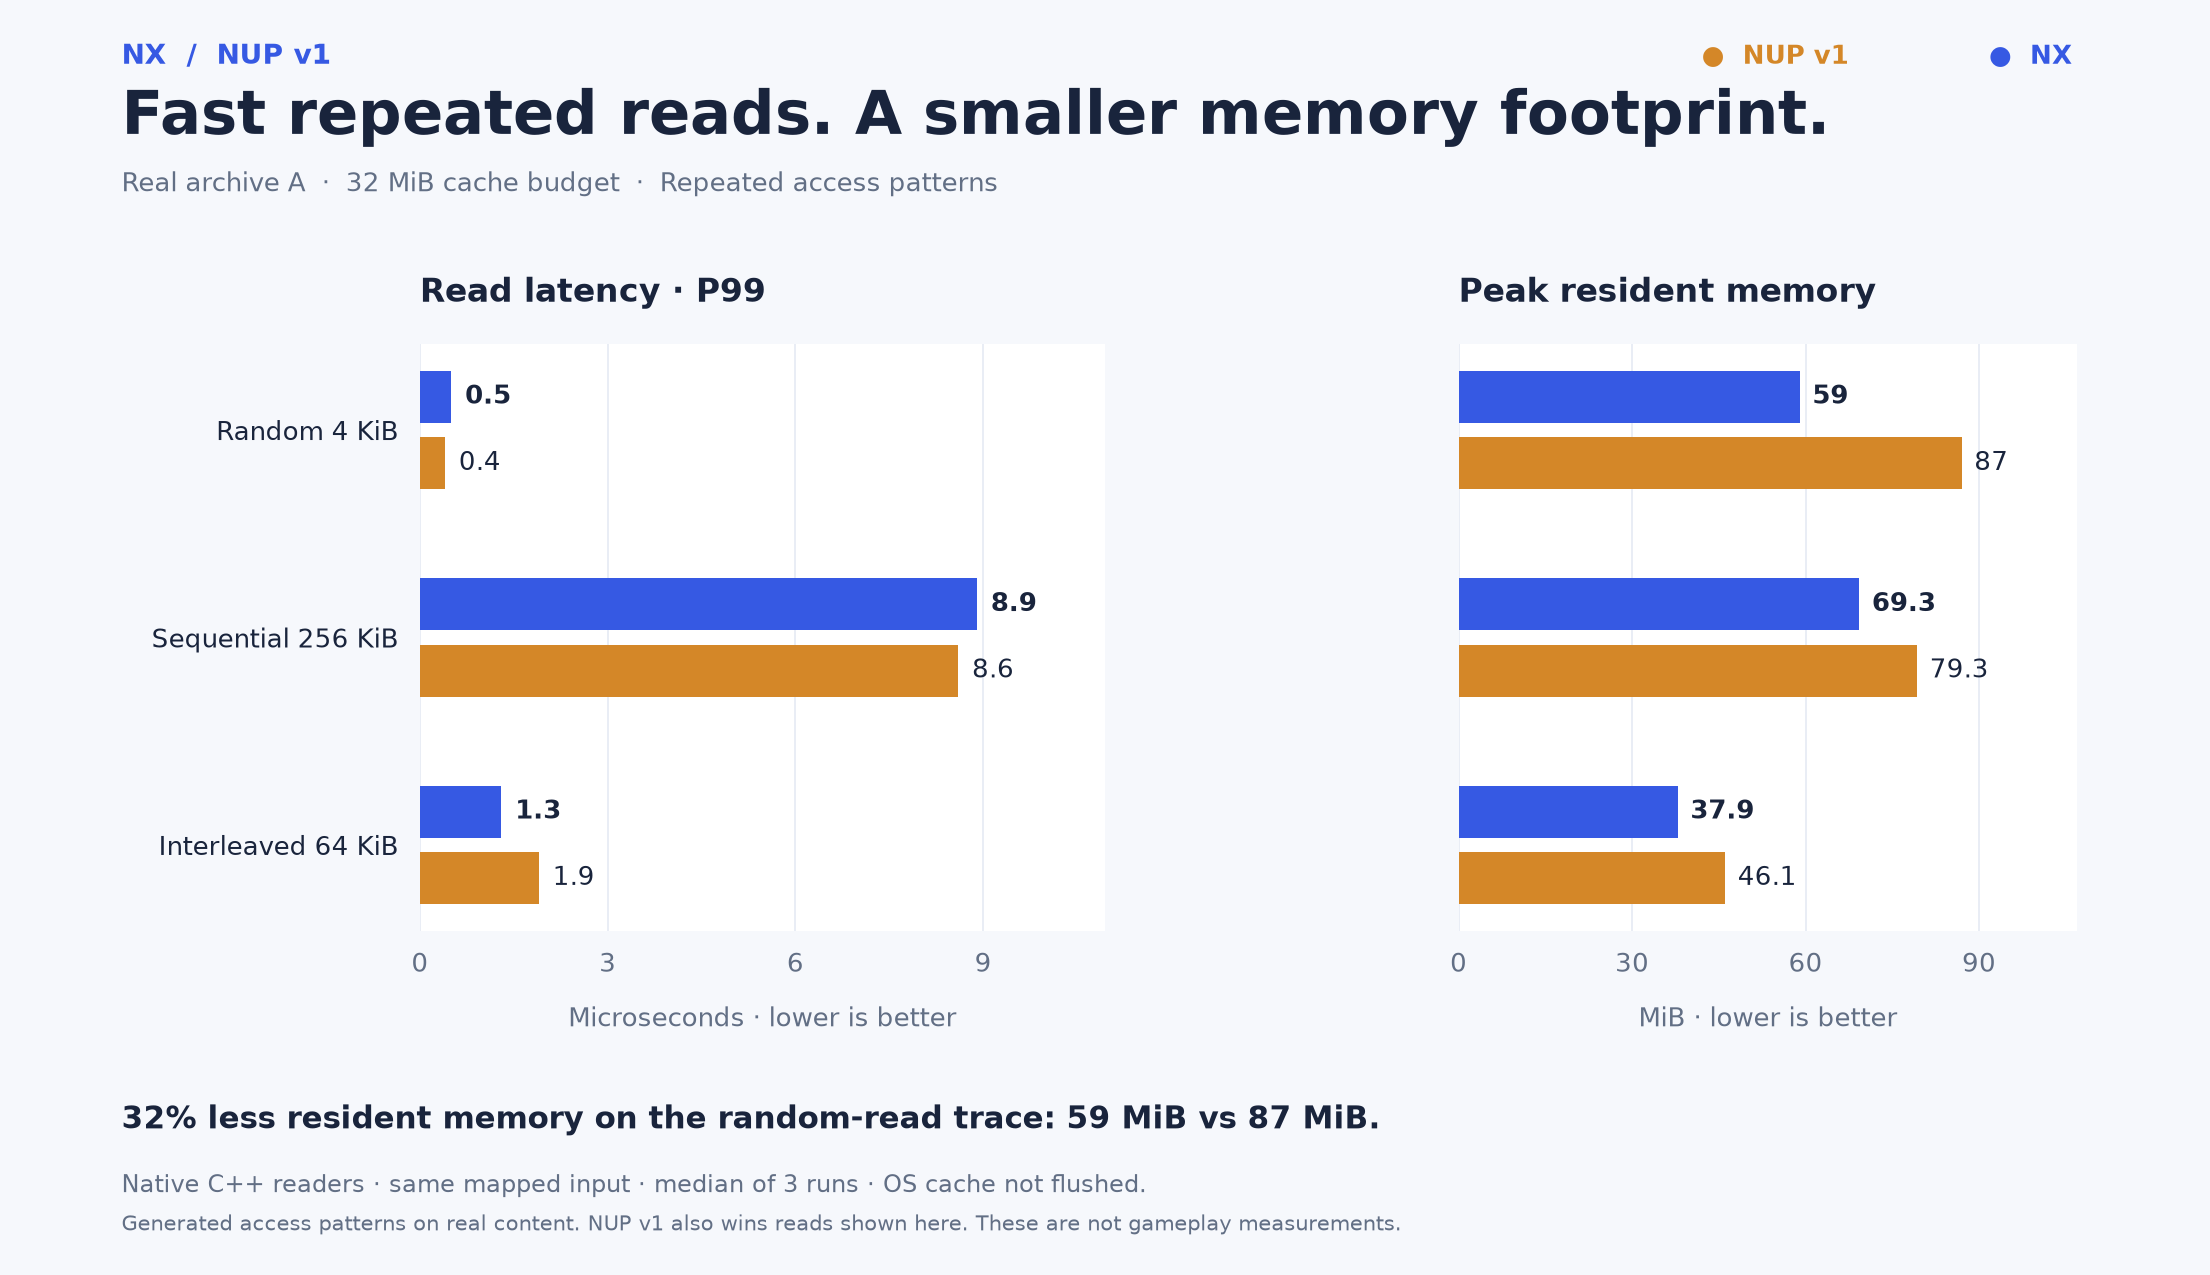 NX / NUP v1
NUP v1
NX
Fast repeated reads. A smaller memory footprint.
Real archive A · 32 MiB cache budget · Repeated access patterns
Read latency · P99
Random 4 KiB
0.5
0.4
Sequential 256 KiB
8.9
8.6
Interleaved 64 KiB
1.3
1.9
0 3 6 9
Microseconds · lower is better
Peak resident memory
59
87
69.3
79.3
37.9
46.1
0 30 60 90
MiB · lower is better
32% less resident memory on the random-read trace: 59 MiB vs 87 MiB.
Native C++ readers · same mapped input · median of 3 runs · OS cache not flushed.
Generated access patterns on real content. NUP v1 also wins reads shown here. These are not gameplay measurements.